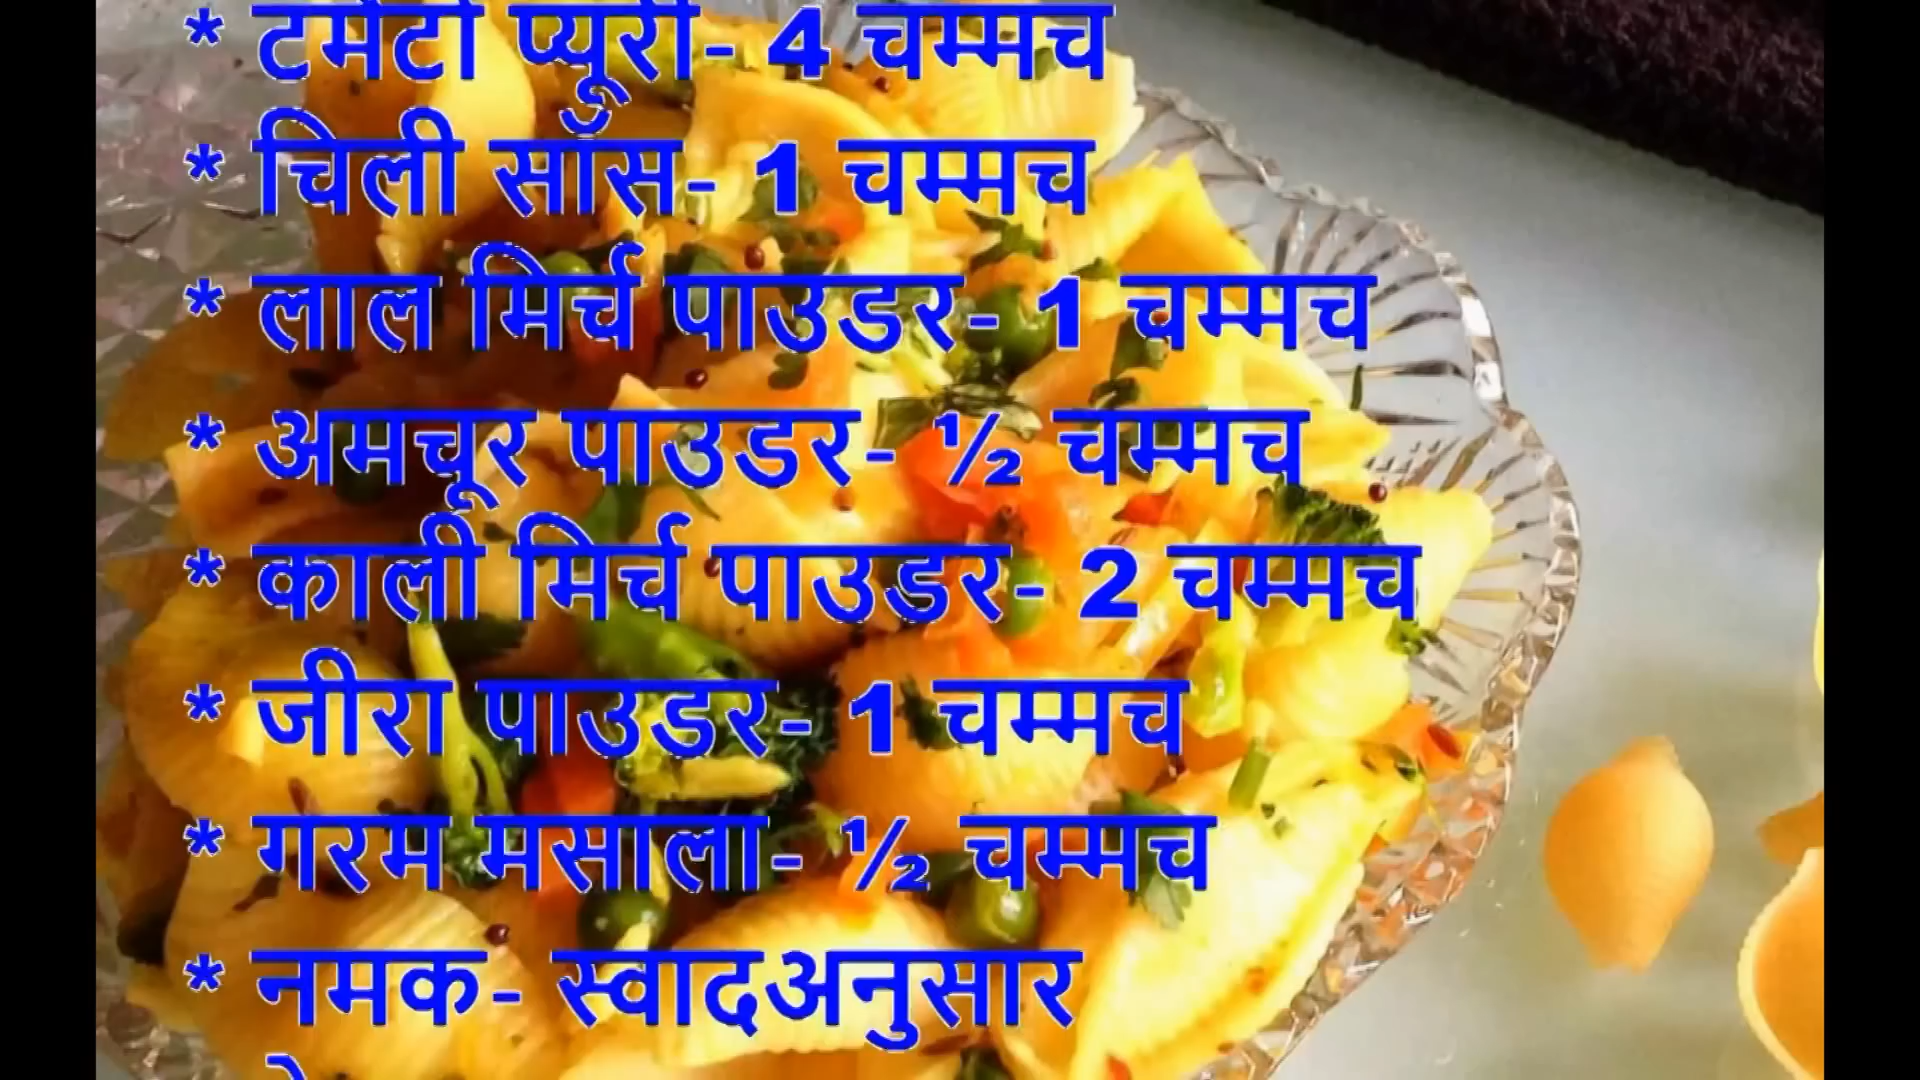 * टमैटो प्यूरी- 4 चम्मच
* चिली सॉस- 1 चम्मच
* लाल मिर्च पाउडर- 1 चम्मच
* अमचूर पाउडर- ½ चम्मच
* काली मिर्च पाउडर- 2 चम्मच
* जीरा पाउडर- 1 चम्मच
* गरम मसाला- ½ चम्मच
* नमक- स्वादअनुसार